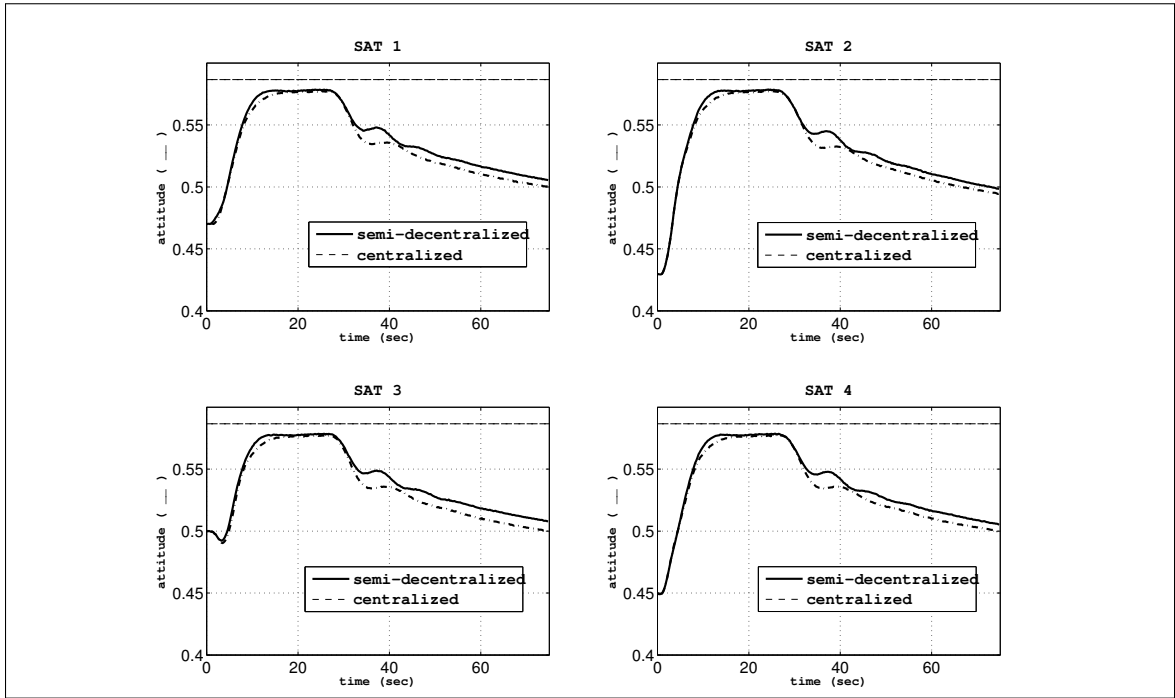 SAT 1
attitude ( __ )
0.55
0.5
0.45
0.4
semi-decentralized
centralized
0 20 40 60
time (sec)
SAT 2
attitude ( __ )
0.55
0.5
0.45
0.4
semi-decentralized
centralized
0 20 40 60
time (sec)
SAT 3
attitude ( __ )
0.55
0.5
0.45
0.4
semi-decentralized
centralized
0 20 40 60
time (sec)
SAT 4
attitude ( __ )
0.55
0.5
0.45
0.4
semi-decentralized
centralized
0 20 40 60
time (sec)